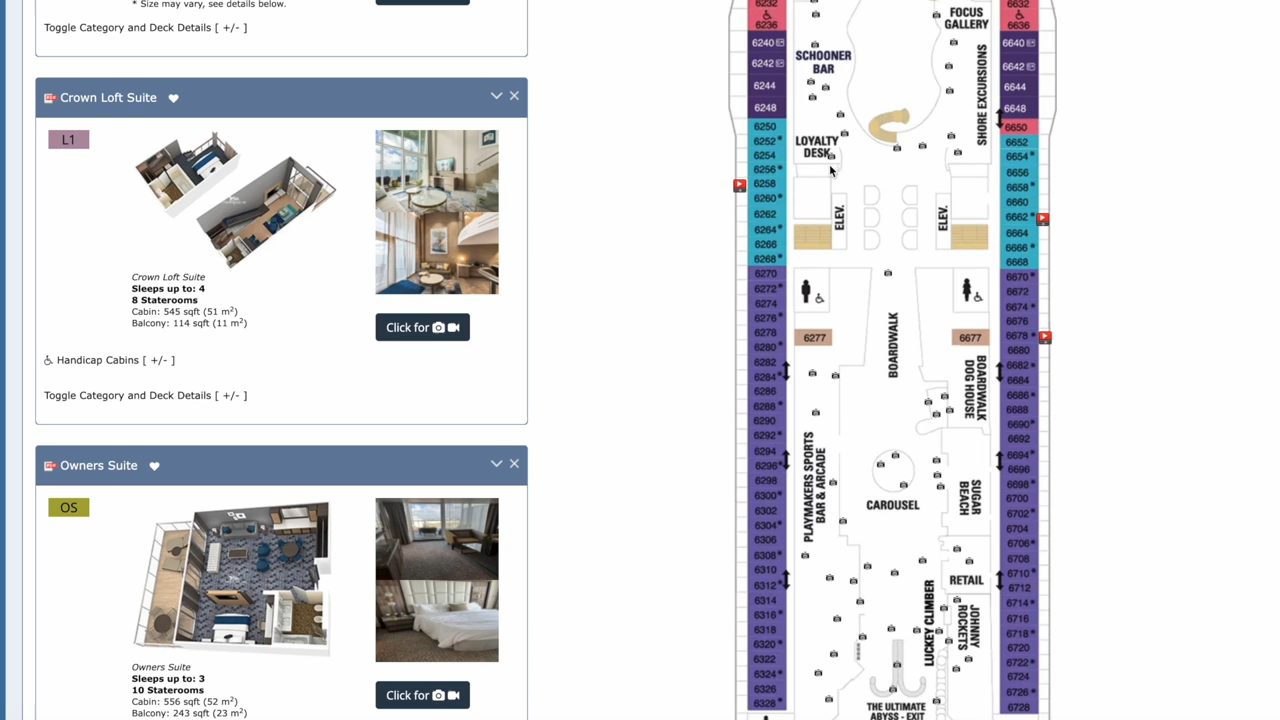 * Size may vary, see details below.
Toggle Category and Deck Details [ +/- ]
Crown Loft Suite
L1
Crown Loft Suite
Sleeps up to: 4
8 Staterooms
Cabin: 545 sqft (51 m²)
Balcony: 114 sqft (11 m²)
Click for
Handicap Cabins [ +/- ]
Toggle Category and Deck Details [ +/- ]
Owners Suite
OS
Owners Suite
Sleeps up to: 3
10 Staterooms
Cabin: 556 sqft (52 m²)
Balcony: 243 sqft (23 m²)
Click for
6232
6236
6240
6242
6244
6248
6250
6252*
6254
6256*
6258
6260*
6262
6264*
6266
6268*
6270
6272*
6274
6276*
6278
6280*
6282
6284*
6286
6288*
6290
6292*
6294
6296*
6298
6300*
6302
6304*
6306
6308*
6310
6312*
6314
6316*
6318
6320*
6322
6324*
6326
6328*
FOCUS
GALLERY
SCHOONER
BAR
SHORE EXCURSIONS
LOYALTY
DESK
ELEV.
ELEV.
6277
6677
BOARDWALK
BOARDWALK
DOG HOUSE
PLAYMAKERS SPORTS
BAR & ARCADE
CAROUSEL
SUGAR
BEACH
RETAIL
LUCKEY CLIMBER
JOHNNY
ROCKETS
THE ULTIMATE
ABYSS - EXIT
6632
6636
6640
6642
6644
6648
6650
6652
6654*
6656
6658*
6660
6662*
6664
6666*
6668
6670*
6672
6674*
6676
6678*
6680
6682*
6684
6686*
6688
6690*
6692
6694*
6696
6698*
6700
6702*
6704
6706*
6708
6710*
6712
6714*
6716
6718*
6720
6722*
6724
6726*
6728